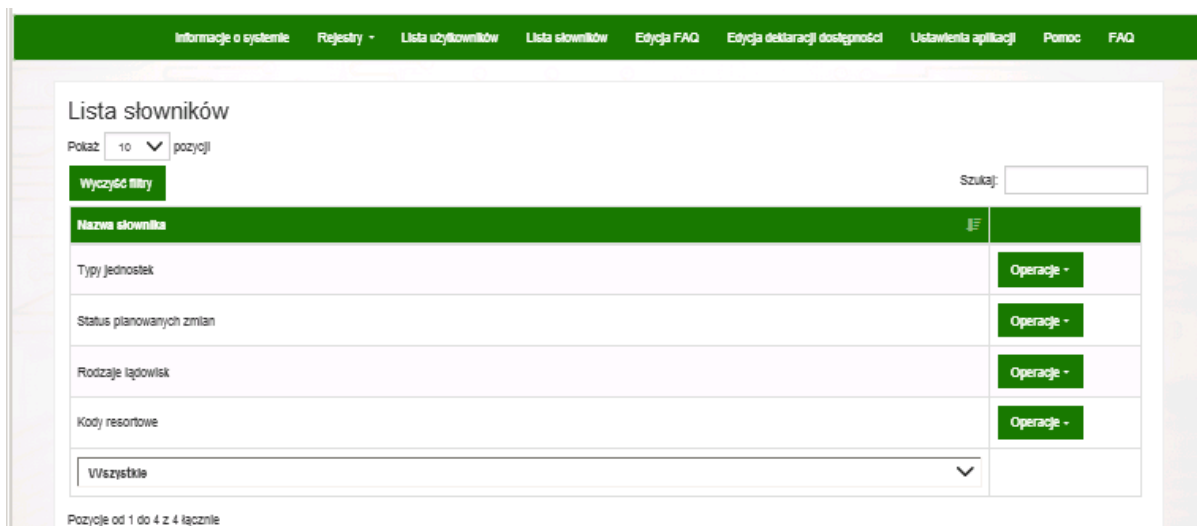 Informacje o systemie Rejestry Lista użytkowników Lista słowników Edycja FAQ Edycja deklaracji dostępności Ustawienia aplikacji Pomoc FAQ
Lista słowników
Pokaż 10 pozycji
Wyczyść filtry Szukaj:
Nazwa słownika
Typy jednostek Operacje
Status planowanych zmian Operacje
Rodzaje lądowisk Operacje
Kody resortowe Operacje
Wszystkie
Pozycje od 1 do 4 z 4 łącznie